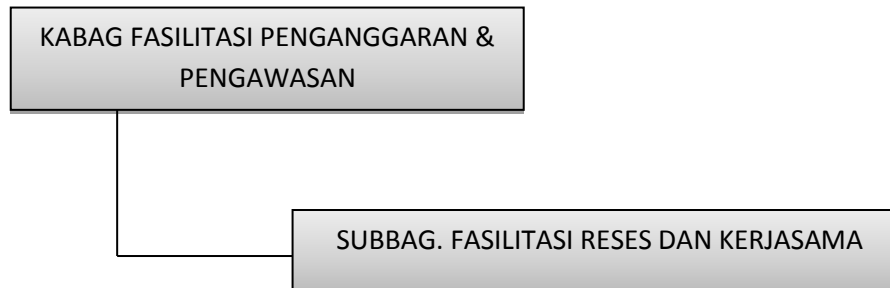 KABAG FASILITASI PENGANGGARAN &
PENGAWASAN
SUBBAG. FASILITASI RESES DAN KERJASAMA